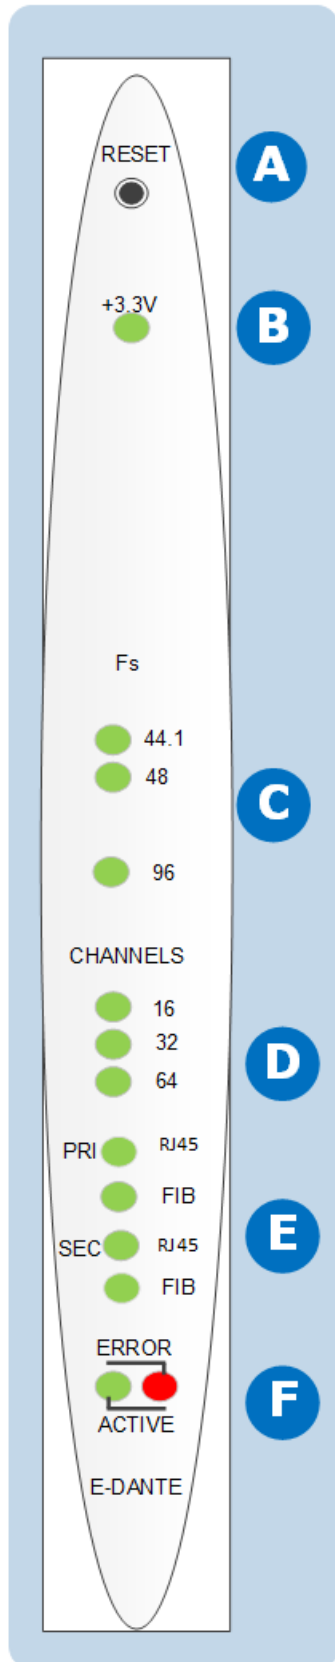 RESET
A
+3.3V
B
Fs
44.1
48
C
96
CHANNELS
16
32
64
D
PRI RJ45
FIB
SEC RJ45
E
FIB
ERROR
F
ACTIVE
E-DANTE